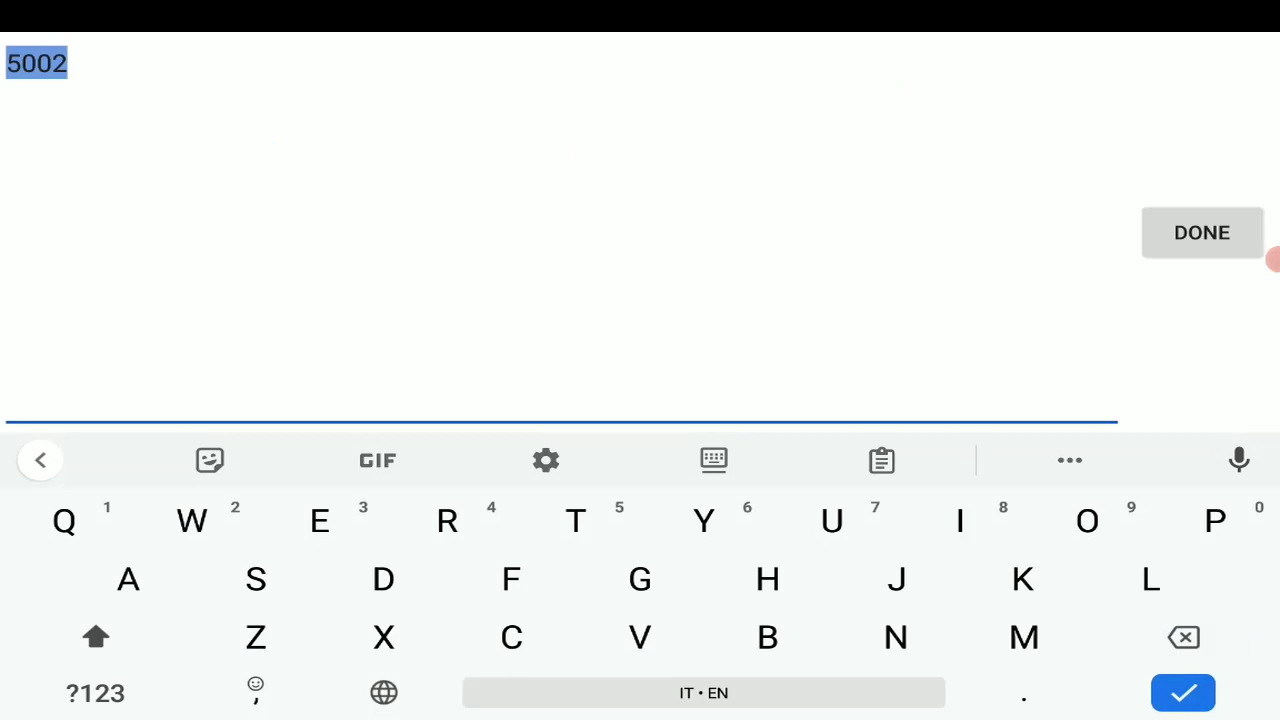 5002
DONE
GIF
Q 1 W 2 E 3 R 4 T 5 Y 6 U 7 I 8 O 9 P 0
A S D F G H J K L
Z X C V B N M
?123 , IT • EN .